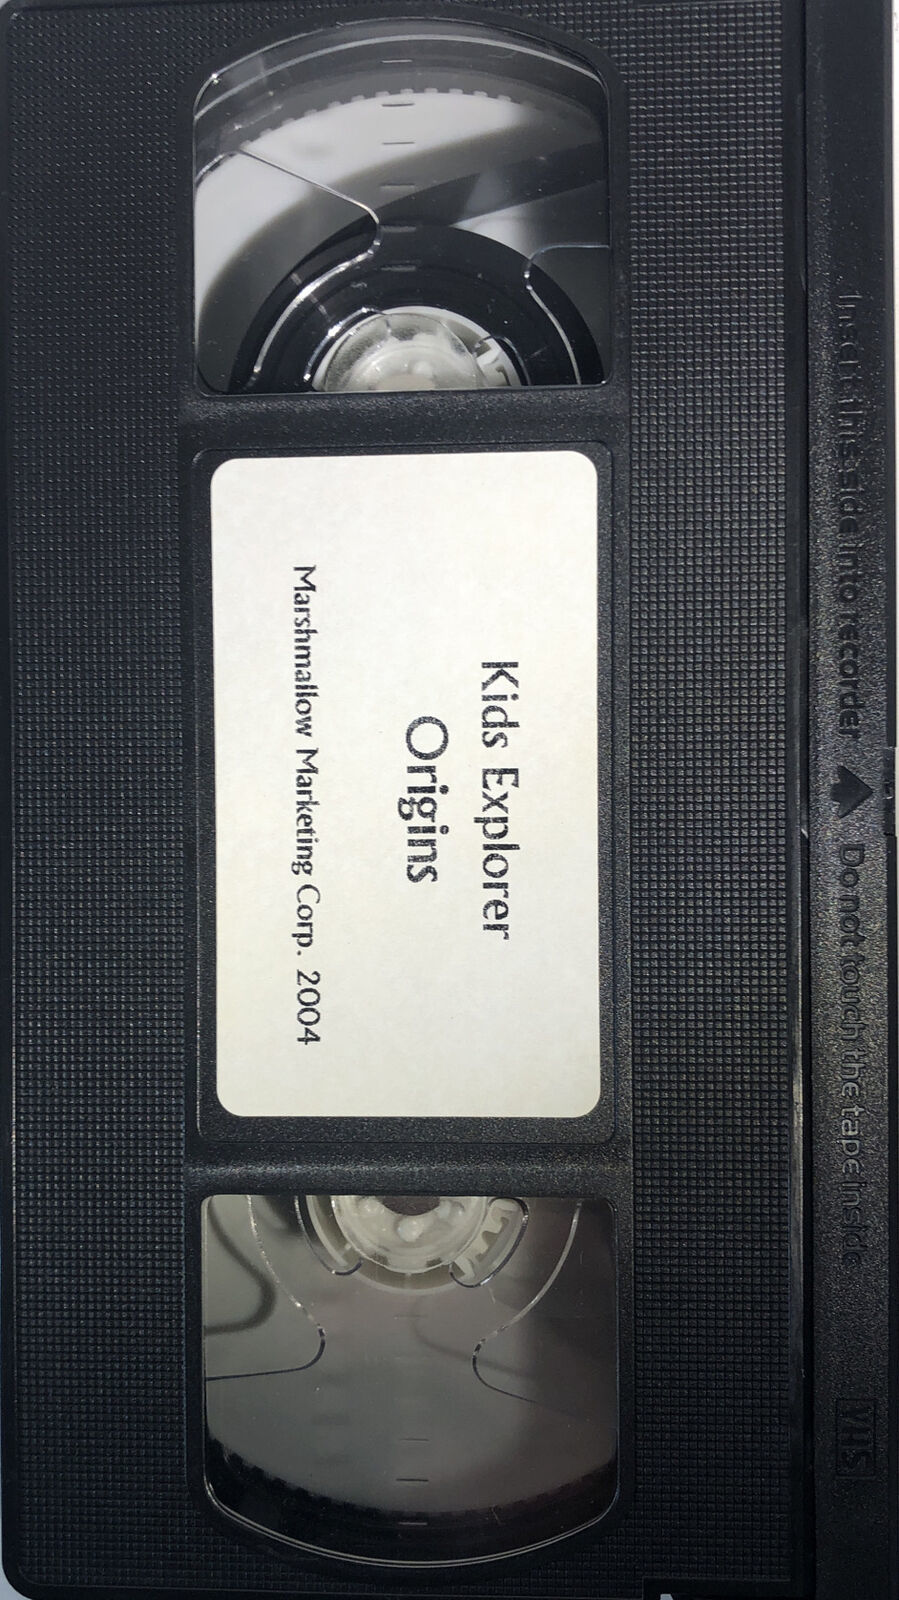 Insert this side into recorder ▲ Do not touch the tape inside
VHS
Kids Explorer
Origins
Marshmallow Marketing Corp. 2004